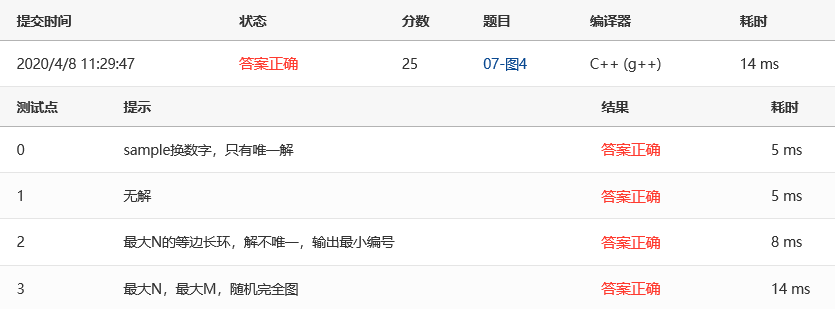 提交时间 状态 分数 题目 编译器 耗时
2020/4/8 11:29:47 答案正确 25 07-图4 C++ (g++) 14 ms
测试点 提示 结果 耗时
0 sample换数字，只有唯一解 答案正确 5 ms
1 无解 答案正确 5 ms
2 最大N的等边长环，解不唯一，输出最小编号 答案正确 8 ms
3 最大N，最大M，随机完全图 答案正确 14 ms